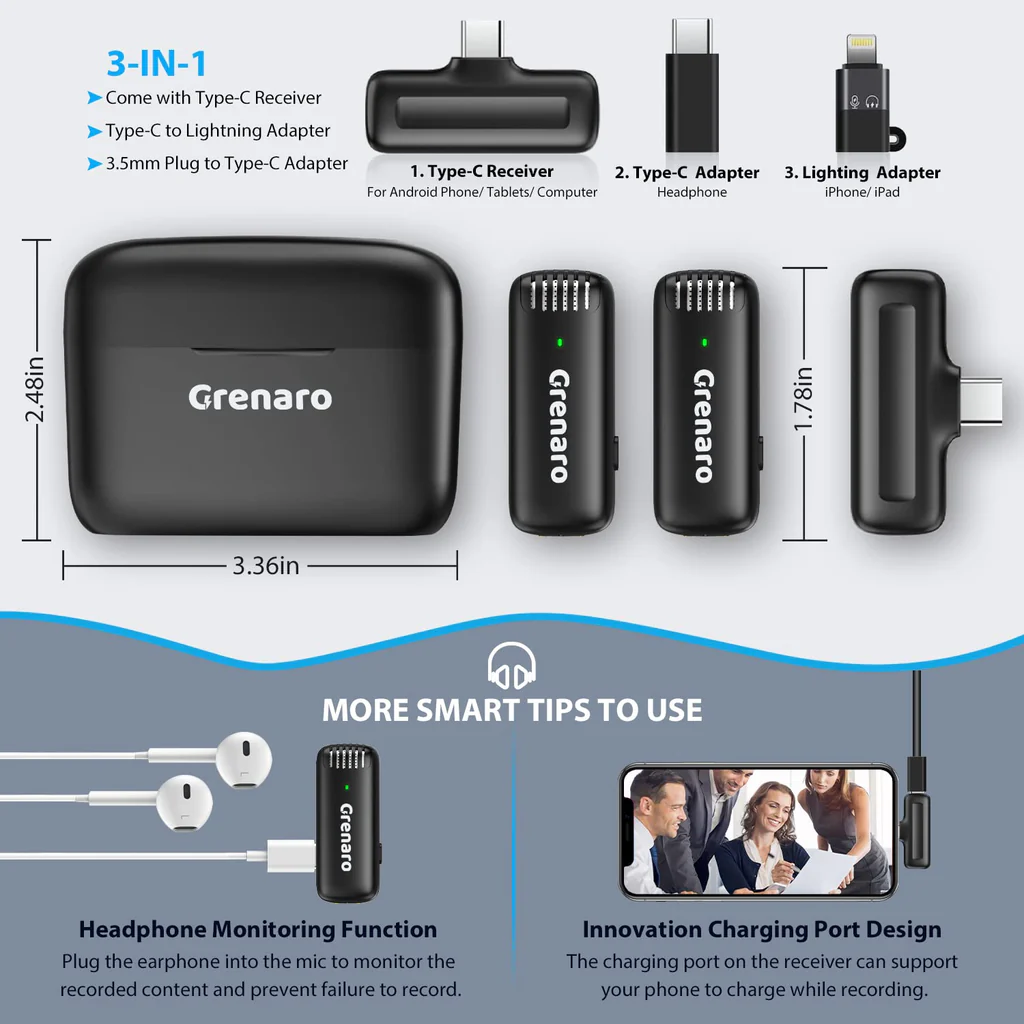 3-IN-1
Come with Type-C Receiver
Type-C to Lightning Adapter
3.5mm Plug to Type-C Adapter
1. Type-C Receiver
For Android Phone/ Tablets/ Computer
2. Type-C Adapter
Headphone
3. Lighting Adapter
iPhone/ iPad
2.48in
Grenaro
3.36in
Grenaro
Grenaro
1.78in
MORE SMART TIPS TO USE
Grenaro
Headphone Monitoring Function
Plug the earphone into the mic to monitor the
recorded content and prevent failure to record.
Innovation Charging Port Design
The charging port on the receiver can support
your phone to charge while recording.